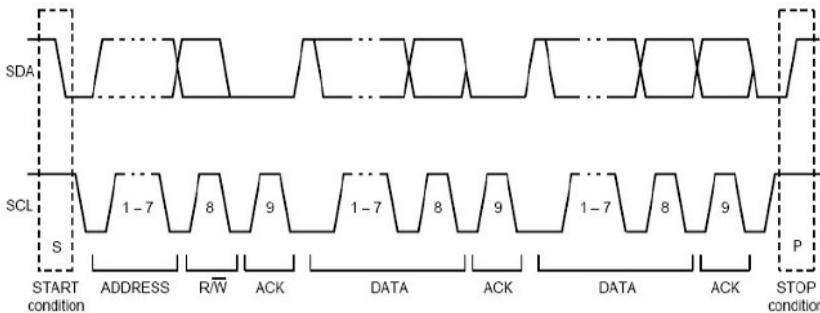 SDA
SCL
1 – 7 8 9 1 – 7 8 9 1 – 7 8 9
S P
START condition ADDRESS R/W̅ ACK DATA ACK DATA ACK STOP condition